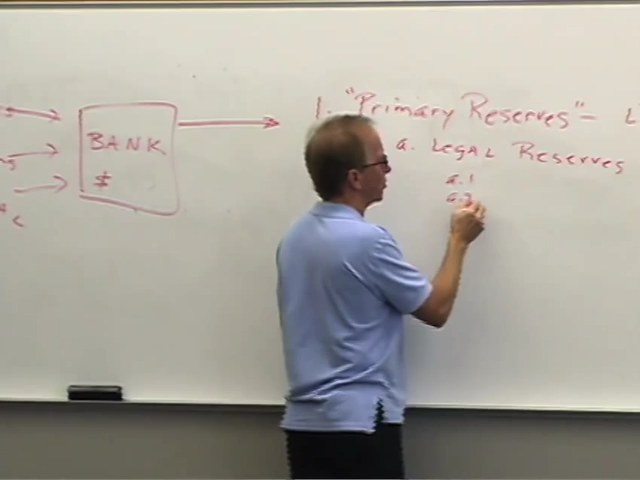 BANK
$
1. "Primary Reserves" – L
a. Legal Reserves
a.1
a.2